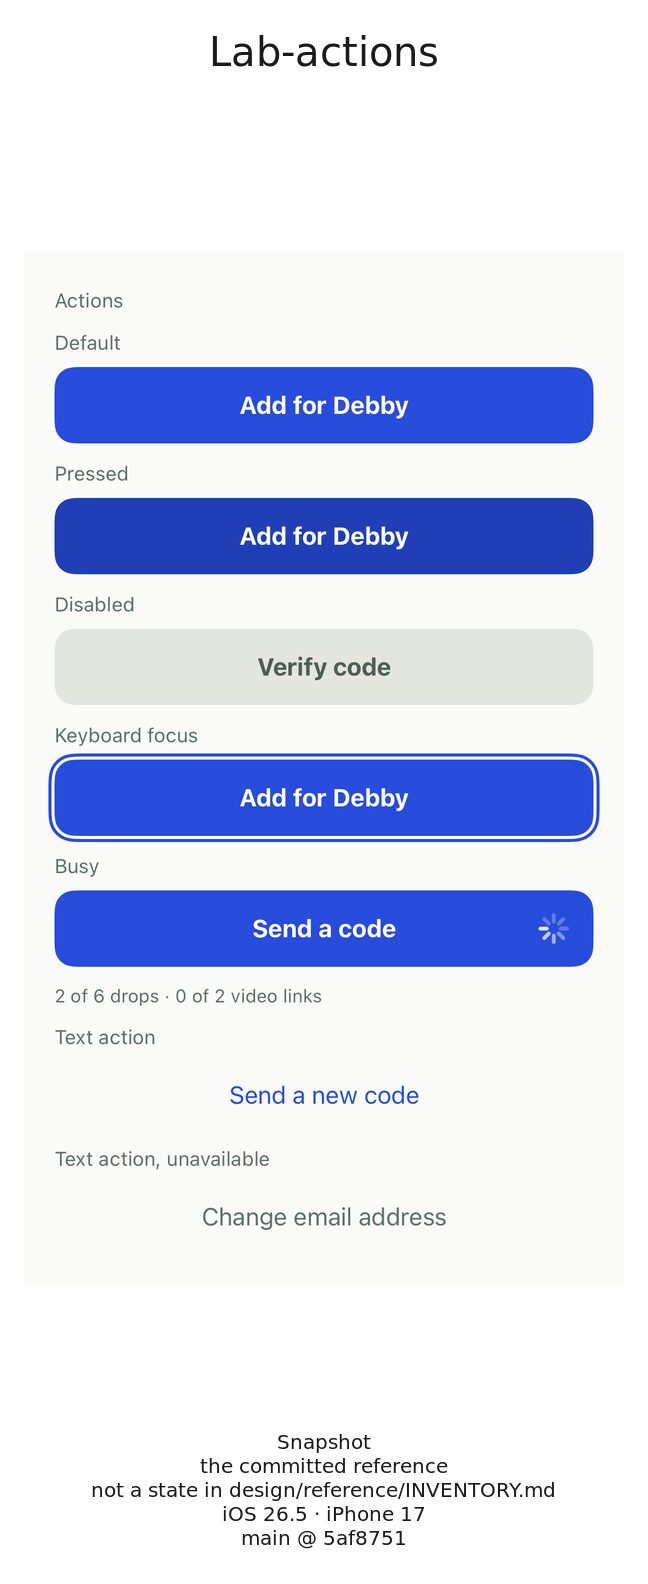 Lab-actions
Actions
Default
Add for Debby
Pressed
Add for Debby
Disabled
Verify code
Keyboard focus
Add for Debby
Busy
Send a code
2 of 6 drops · 0 of 2 video links
Text action
Send a new code
Text action, unavailable
Change email address
Snapshot
the committed reference
not a state in design/reference/INVENTORY.md
iOS 26.5 · iPhone 17
main @ 5af8751